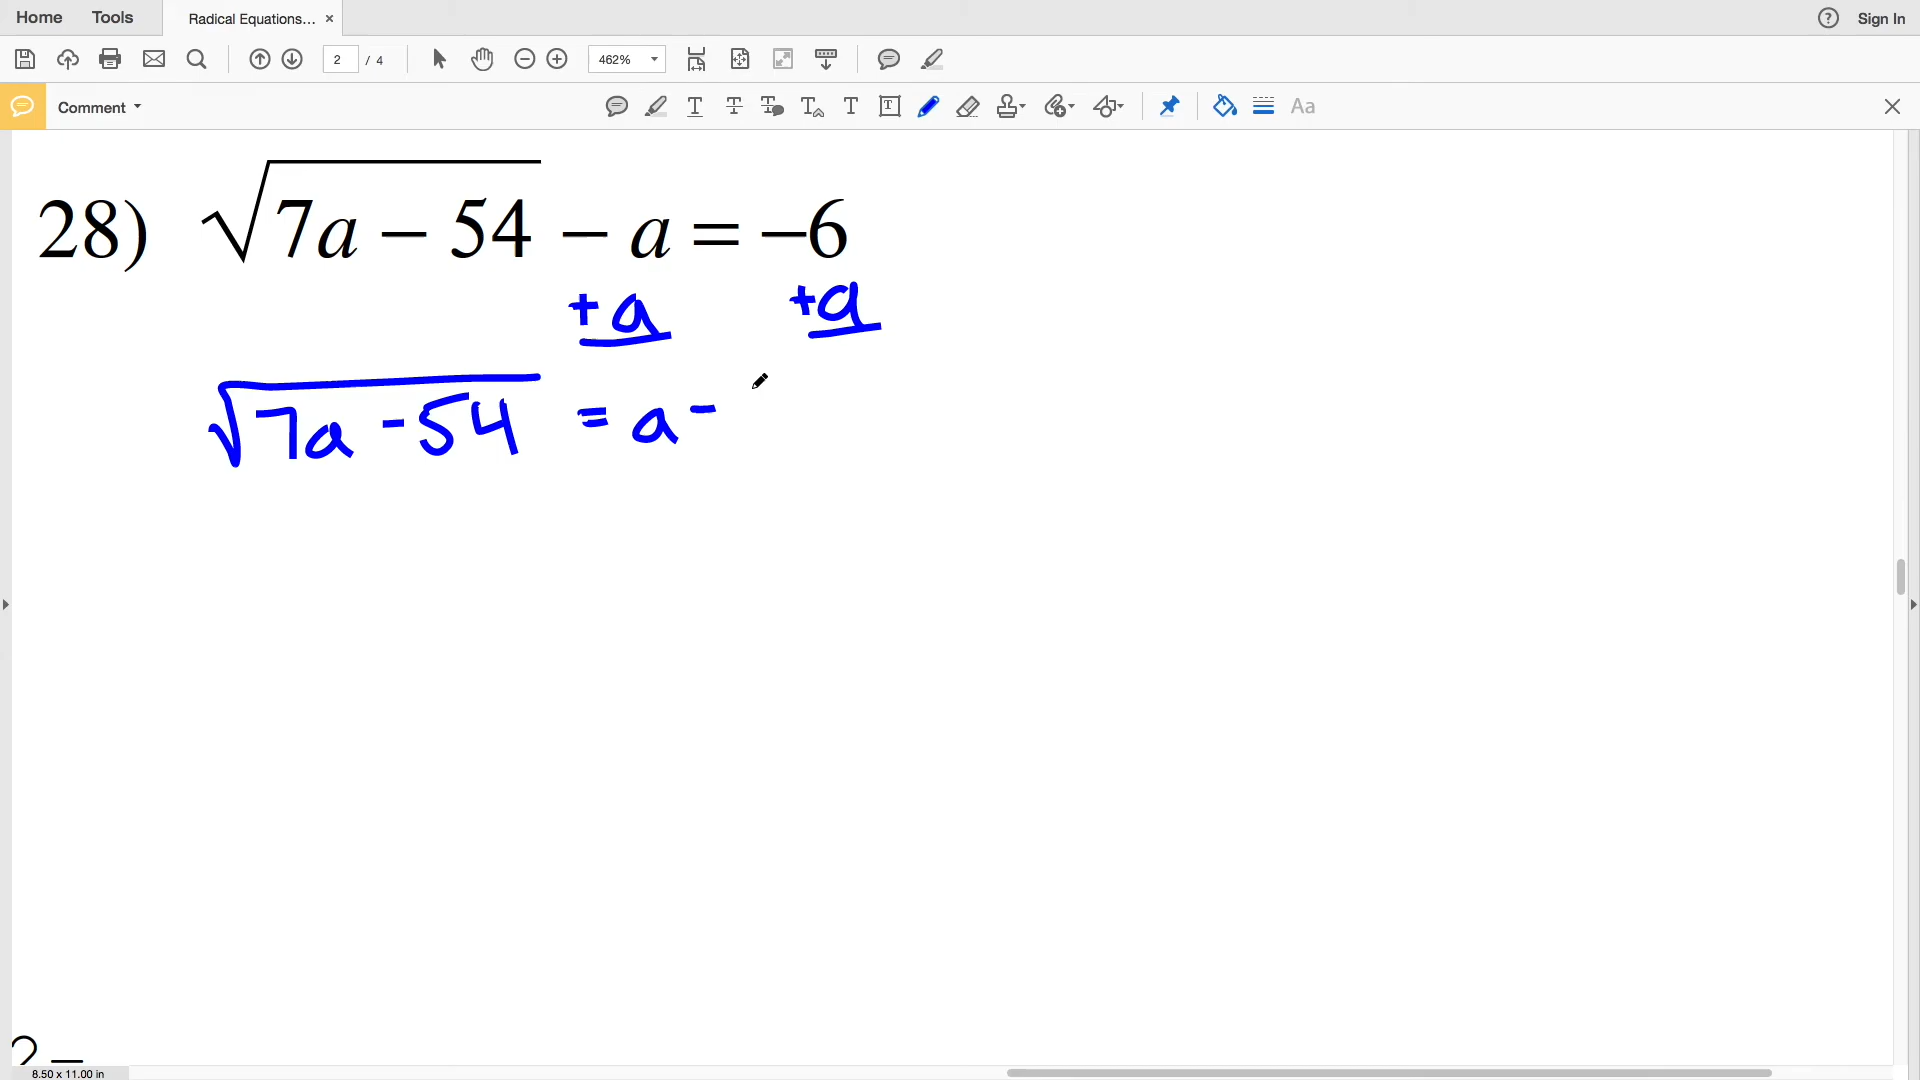 Home Tools Radical Equations... × Sign In
2 / 4 462%
Comment Aa
28) √7a − 54 − a = −6
+a +a
√7a - 54 = a -
8.50 x 11.00 in